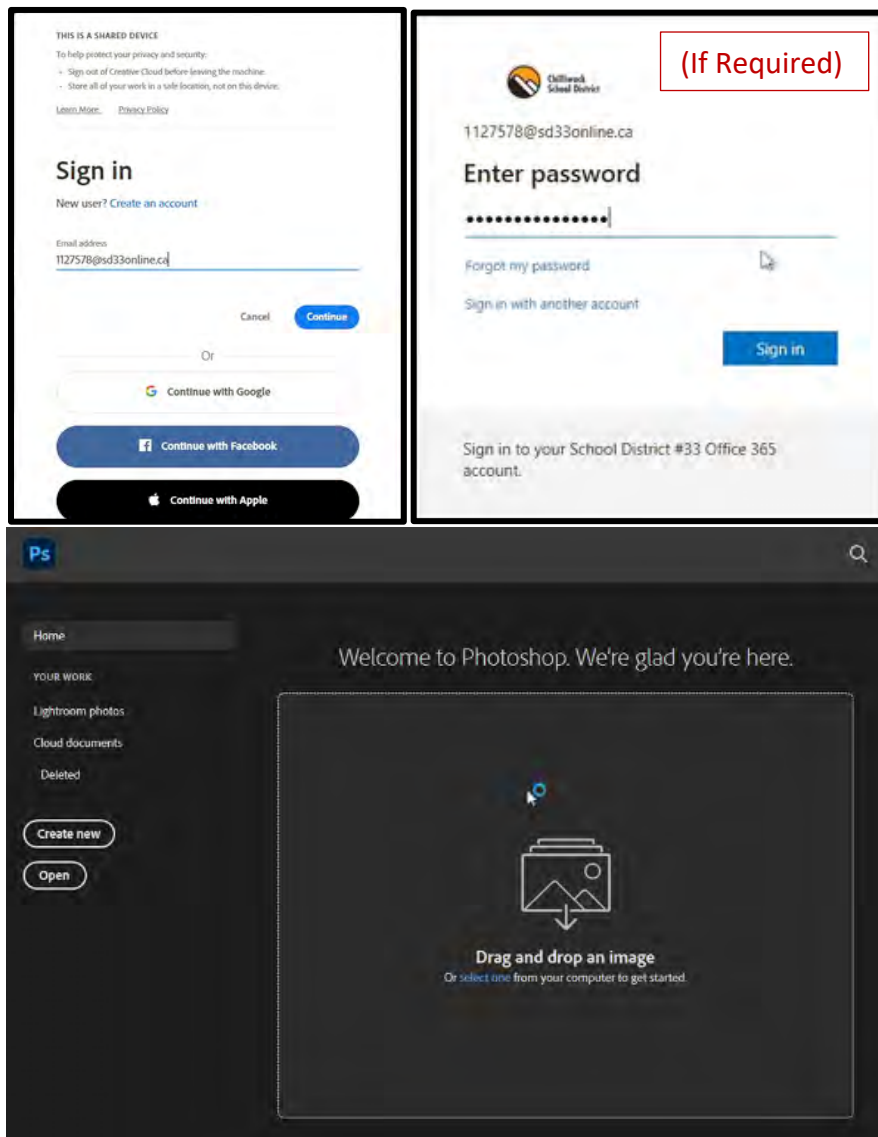 THIS IS A SHARED DEVICE
To help protect your privacy and security:
- Sign out of Creative Cloud before leaving the machine.
- Store all of your work in a safe location, not on this device.
Learn More Privacy Policy
Sign in
New user? Create an account
Email address
1127578@sd33online.ca
Cancel Continue
Or
Continue with Google
Continue with Facebook
Continue with Apple
(If Required)
Chilliwack
School District
1127578@sd33online.ca
Enter password
•••••••••••••••
Forgot my password
Sign in with another account
Sign in
Sign in to your School District #33 Office 365
account.
Ps
Home
YOUR WORK
Lightroom photos
Cloud documents
Deleted
Create new
Open
Welcome to Photoshop. We're glad you're here.
Drag and drop an image
Or select one from your computer to get started.